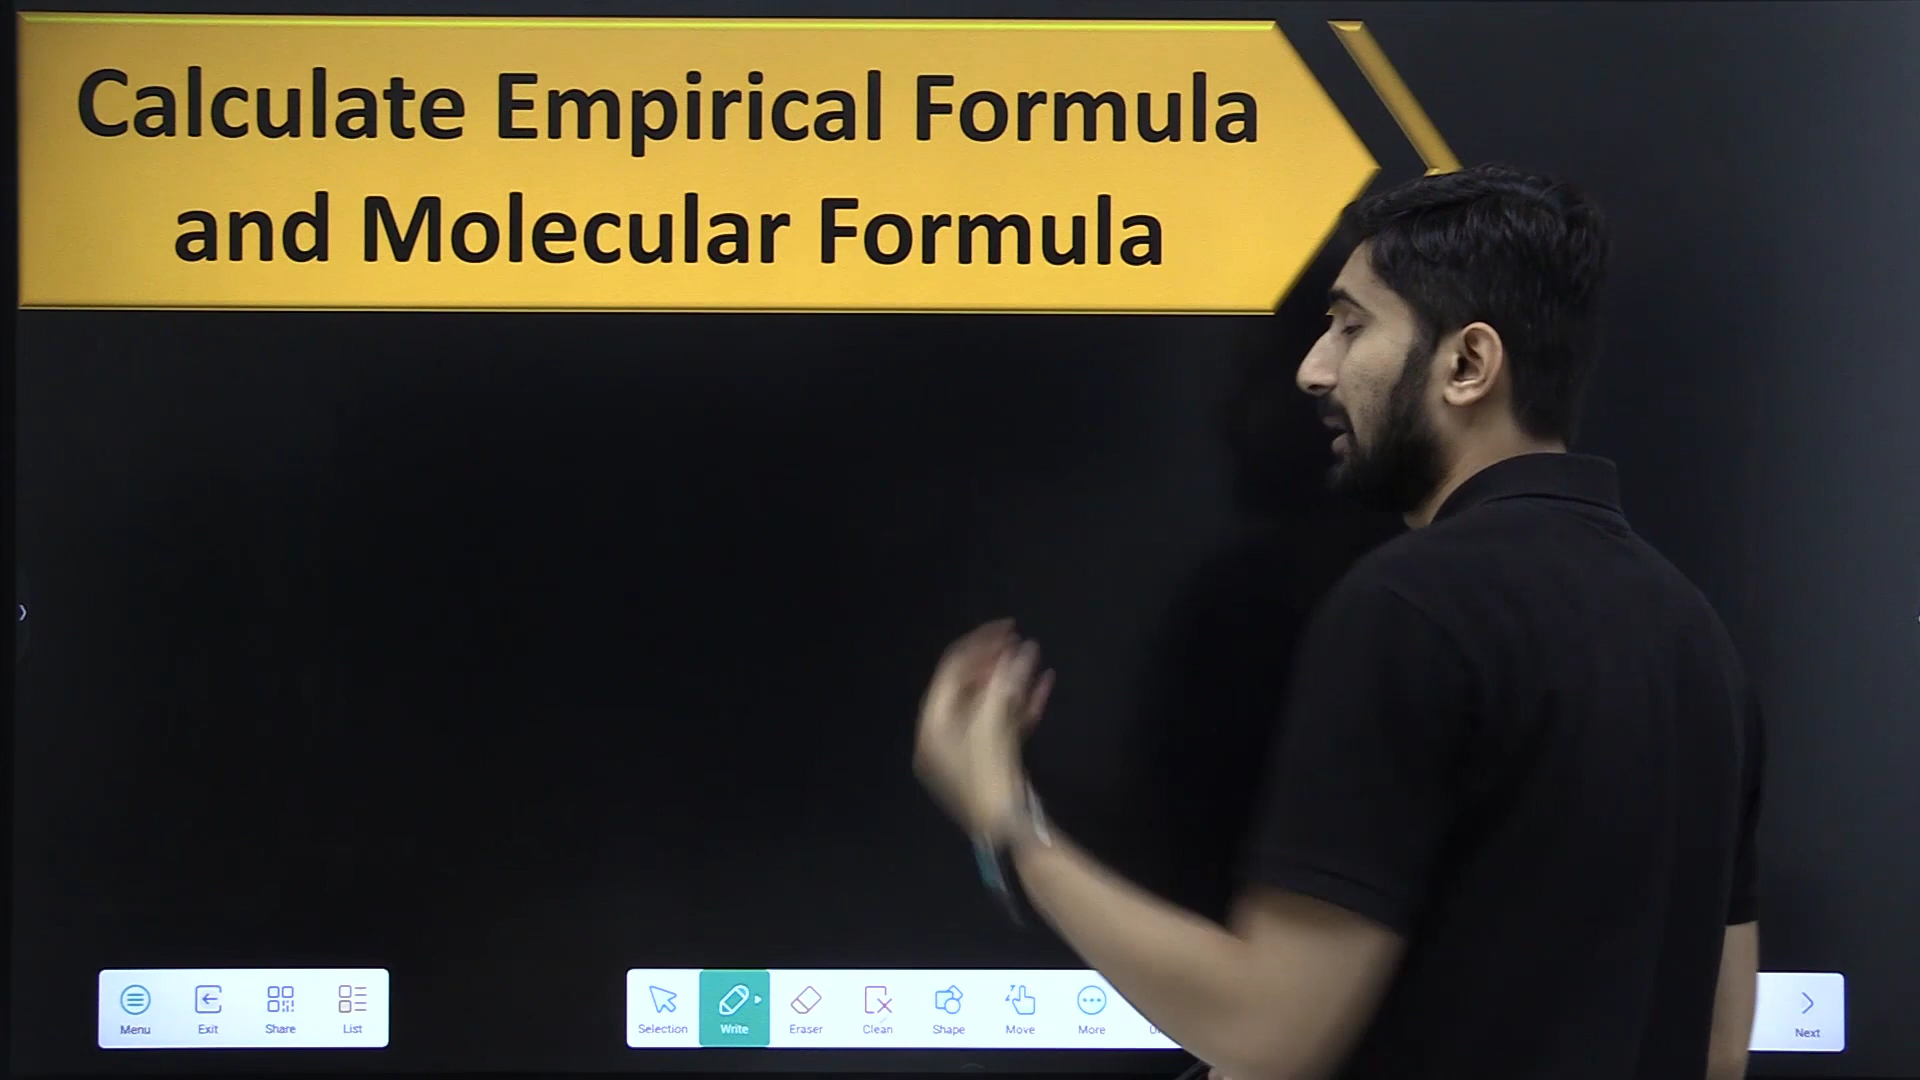 Calculate Empirical Formula
and Molecular Formula
Menu Exit Share List
Selection Write Eraser Clean Shape Move More
Next